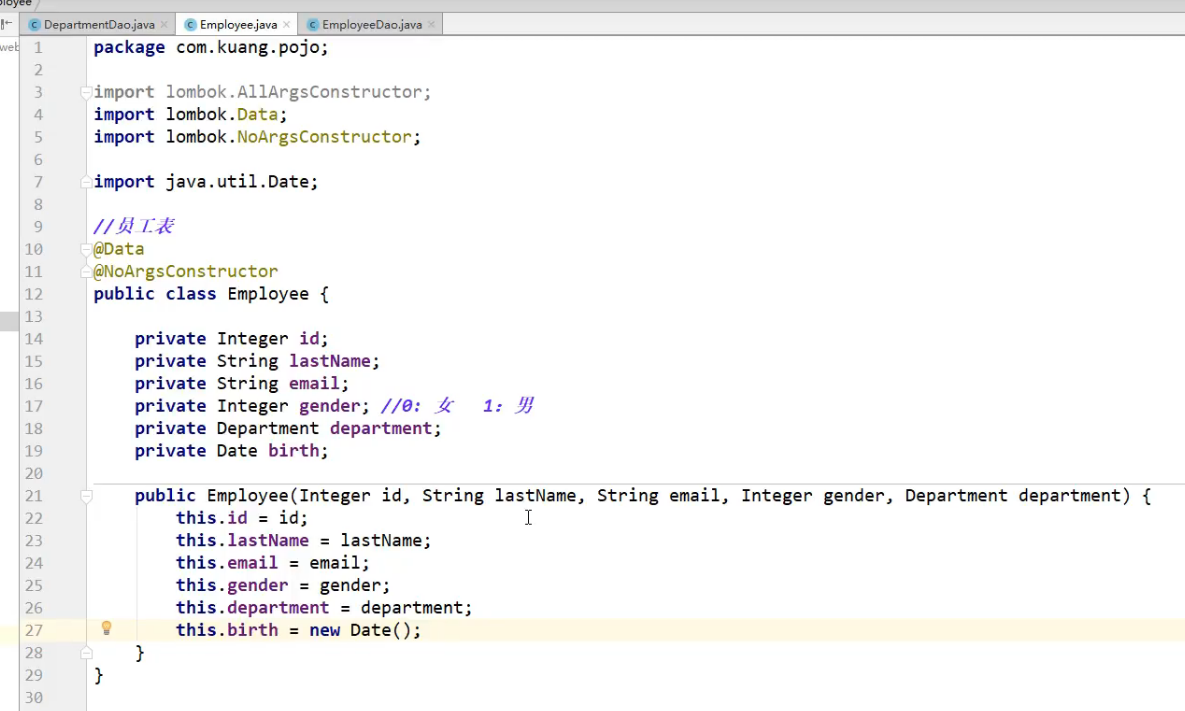 ployee
DepartmentDao.java × Employee.java × EmployeeDao.java ×
web
1 package com.kuang.pojo;
2
3 import lombok.AllArgsConstructor;
4 import lombok.Data;
5 import lombok.NoArgsConstructor;
6
7 import java.util.Date;
8
9 //员工表
10 @Data
11 @NoArgsConstructor
12 public class Employee {
13
14 private Integer id;
15 private String lastName;
16 private String email;
17 private Integer gender; //0: 女 1: 男
18 private Department department;
19 private Date birth;
20
21 public Employee(Integer id, String lastName, String email, Integer gender, Department department) {
22 this.id = id;
23 this.lastName = lastName;
24 this.email = email;
25 this.gender = gender;
26 this.department = department;
27 this.birth = new Date();
28 }
29 }
30